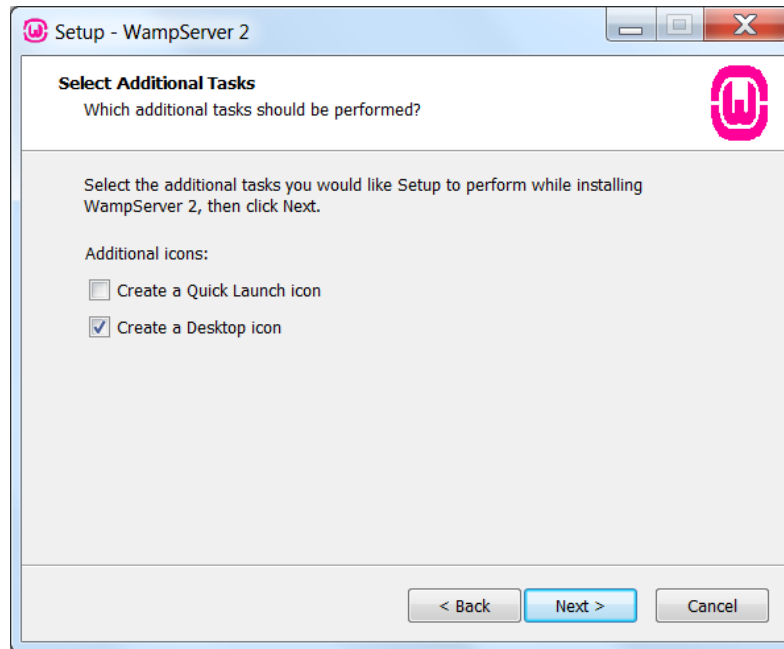 Setup - WampServer 2
Select Additional Tasks
Which additional tasks should be performed?
Select the additional tasks you would like Setup to perform while installing
WampServer 2, then click Next.
Additional icons:
Create a Quick Launch icon
Create a Desktop icon
< Back
Next >
Cancel